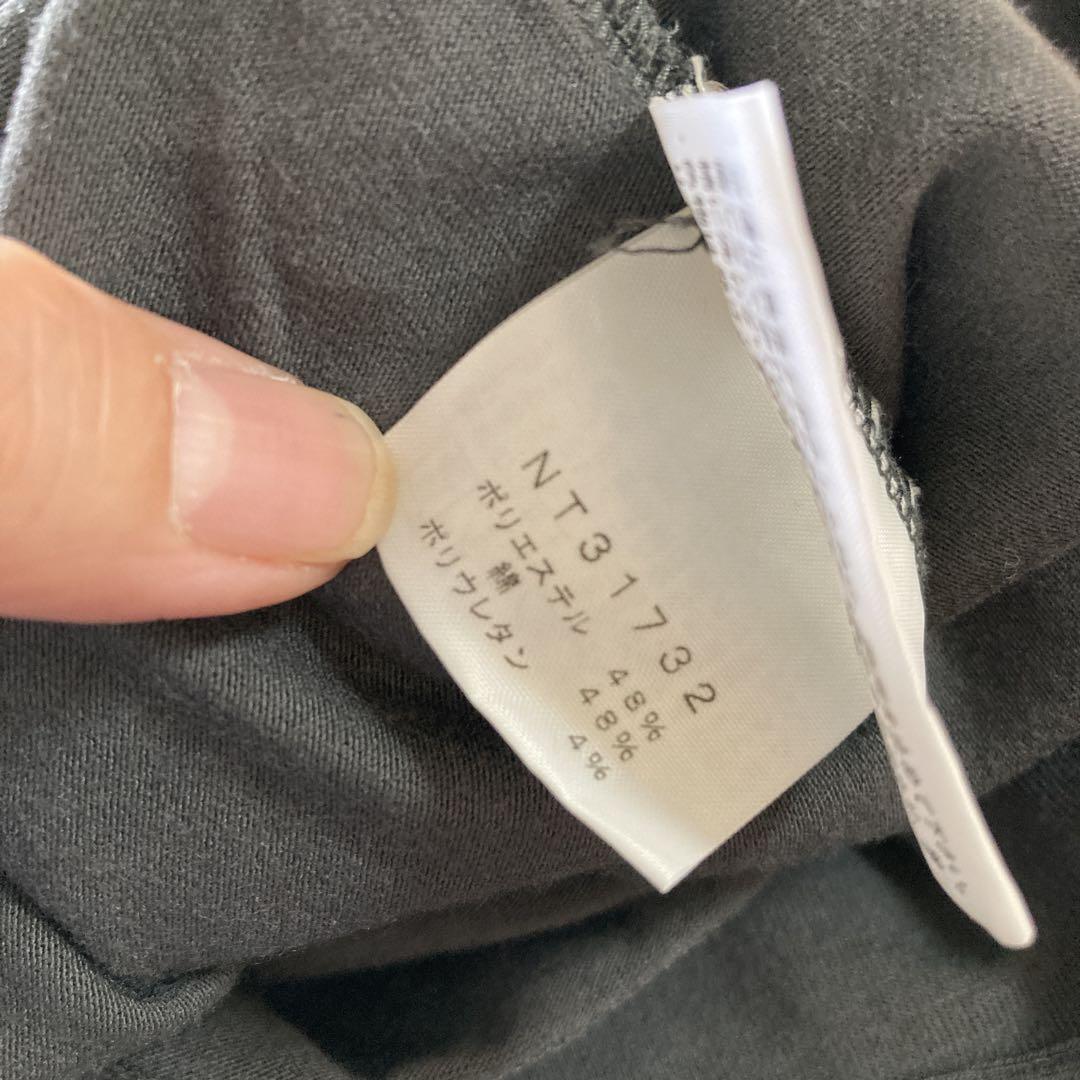 NT31732
ポリエステル 48%
綿 48%
ポリウレタン 4%